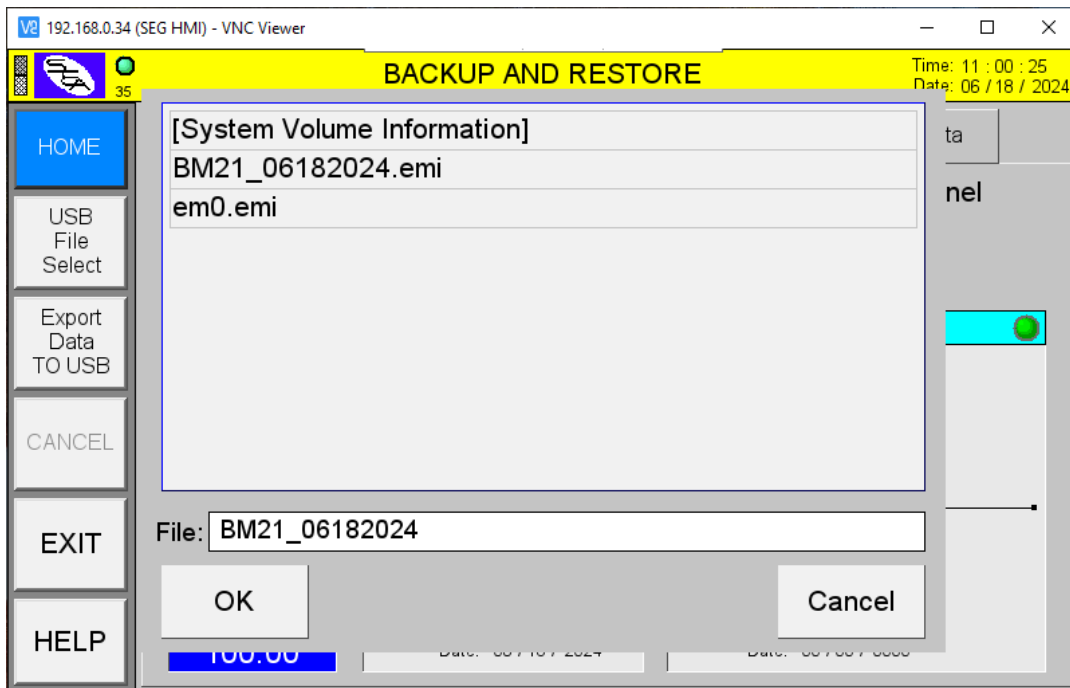 192.168.0.34 (SEG HMI) - VNC Viewer
35
BACKUP AND RESTORE
Time: 11 : 00 : 25
Date: 06 / 18 / 2024
HOME
USB
File
Select
Export
Data
TO USB
CANCEL
EXIT
HELP
[System Volume Information]
BM21_06182024.emi
em0.emi
ta
nel
File: BM21_06182024
OK
Cancel
100.00